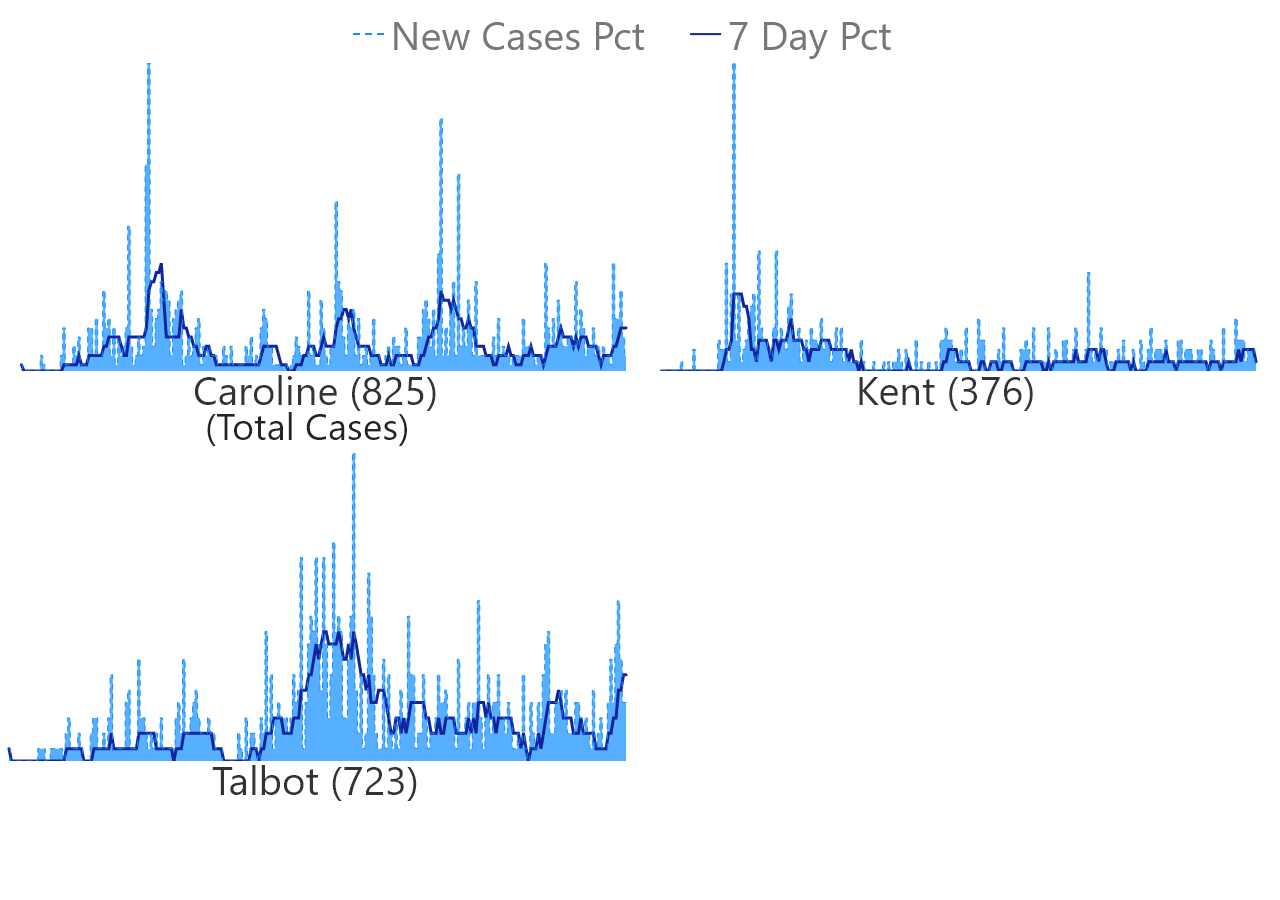 New Cases Pct 7 Day Pct
Caroline (825)
(Total Cases)
Kent (376)
Talbot (723)